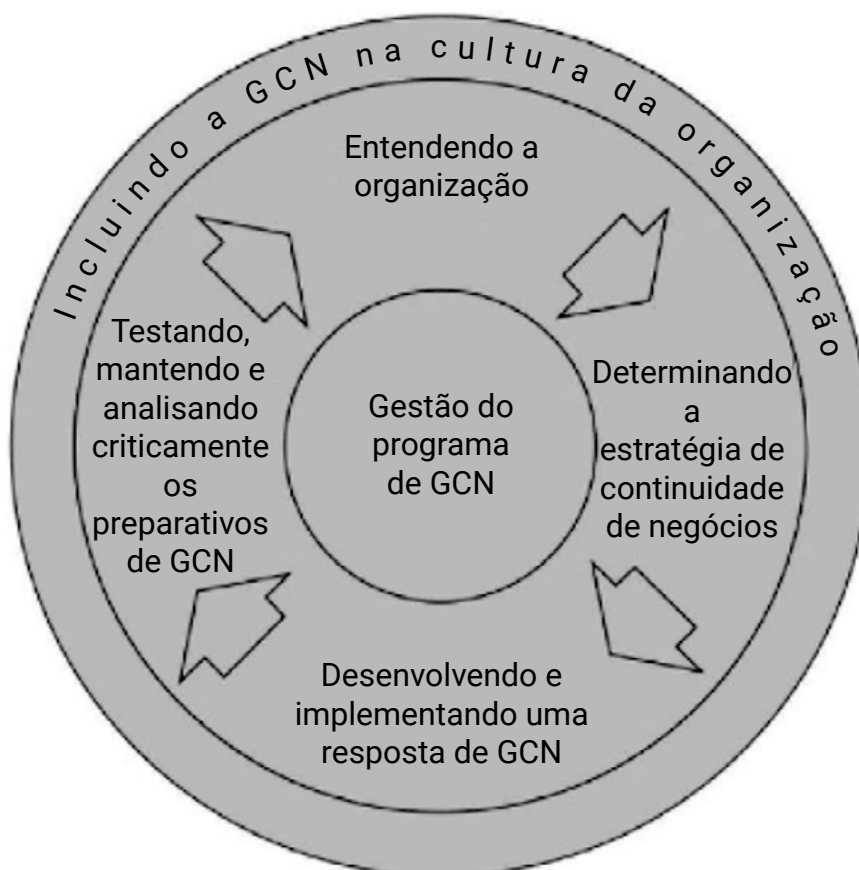 Incluindo a GCN na cultura da organização
Entendendo a
organização
Testando,
mantendo e
analisando
criticamente
os
preparativos
de GCN
Gestão do
programa
de GCN
Determinando
a
estratégia de
continuidade
de negócios
Desenvolvendo e
implementando uma
resposta de GCN